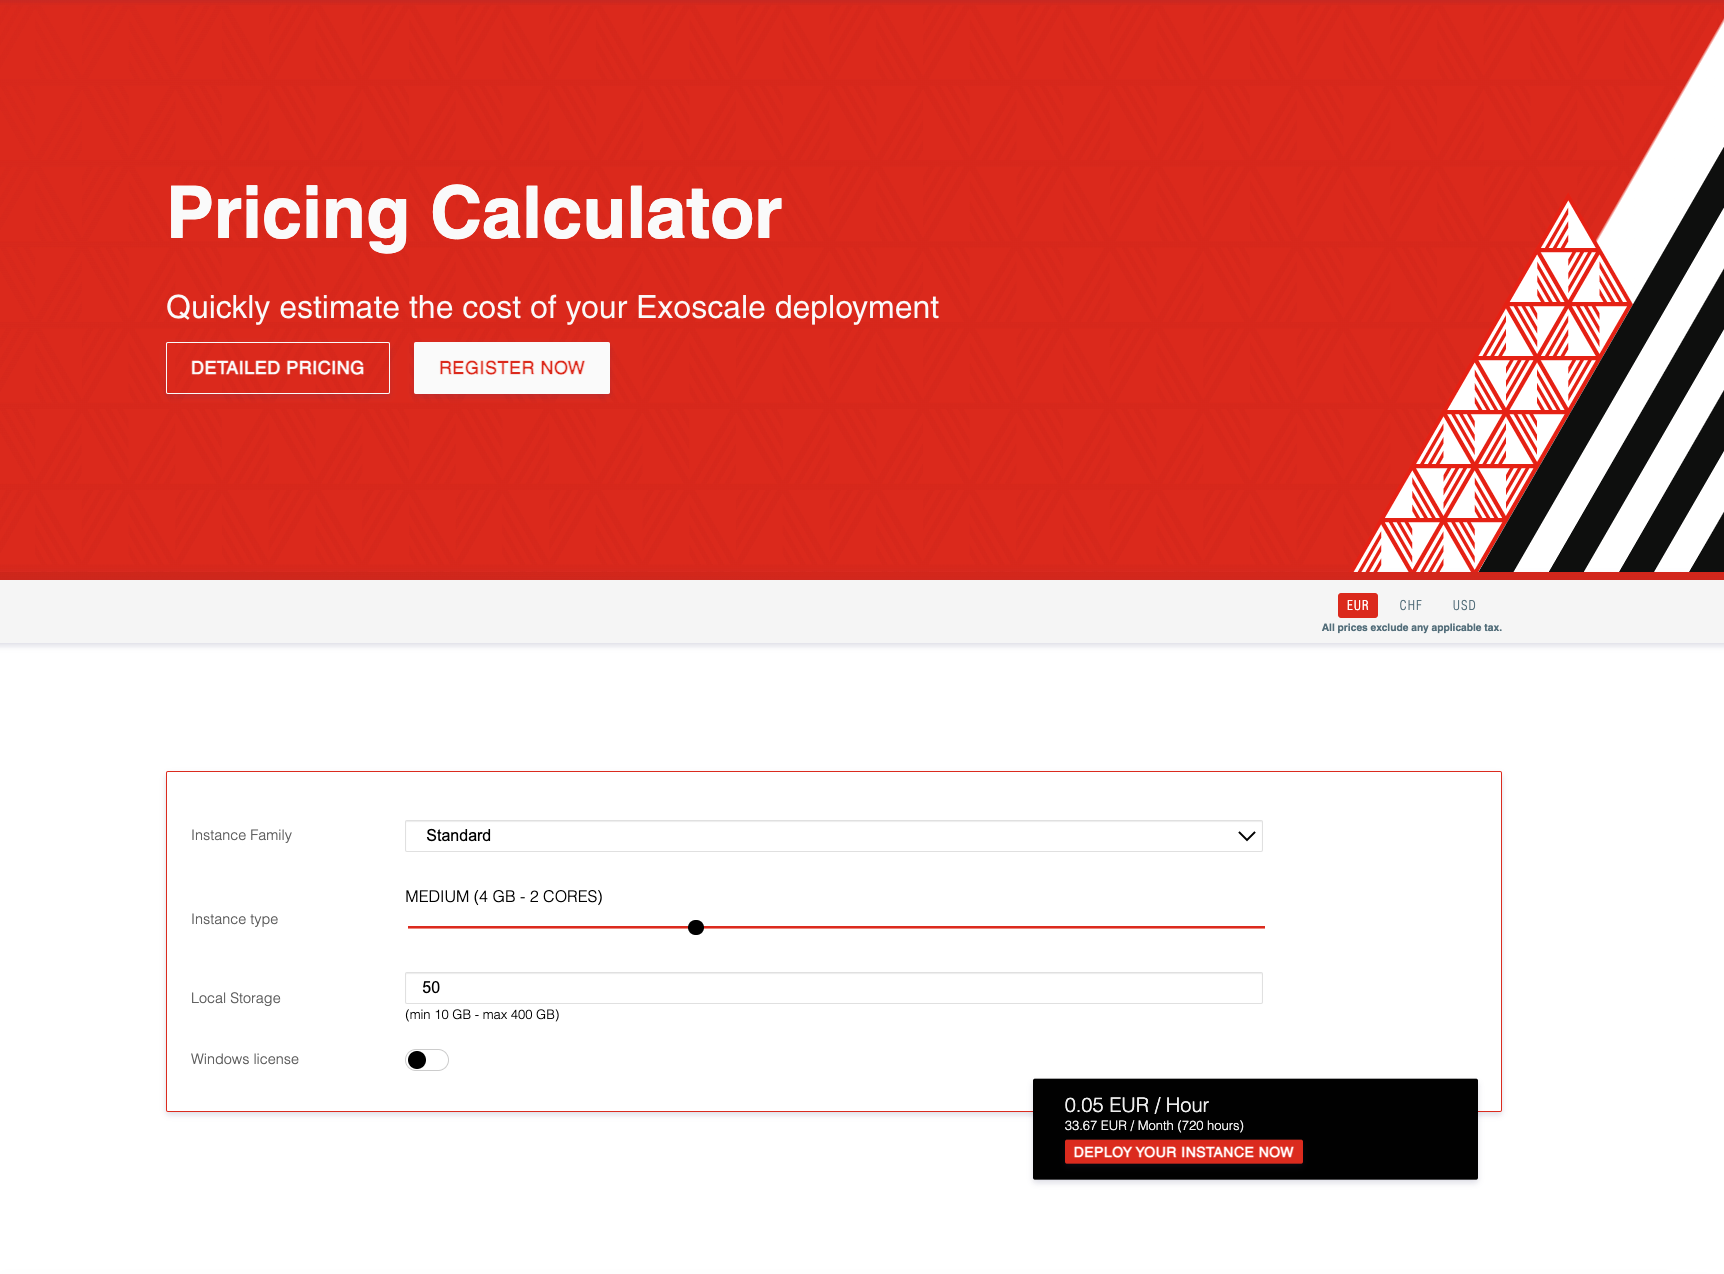 Pricing Calculator
Quickly estimate the cost of your Exoscale deployment
DETAILED PRICING
REGISTER NOW
EUR
CHF
USD
All prices exclude any applicable tax.
Instance Family
Standard
MEDIUM (4 GB - 2 CORES)
Instance type
50
Local Storage
(min 10 GB - max 400 GB)
Windows license
0.05 EUR / Hour
33.67 EUR / Month (720 hours)
DEPLOY YOUR INSTANCE NOW